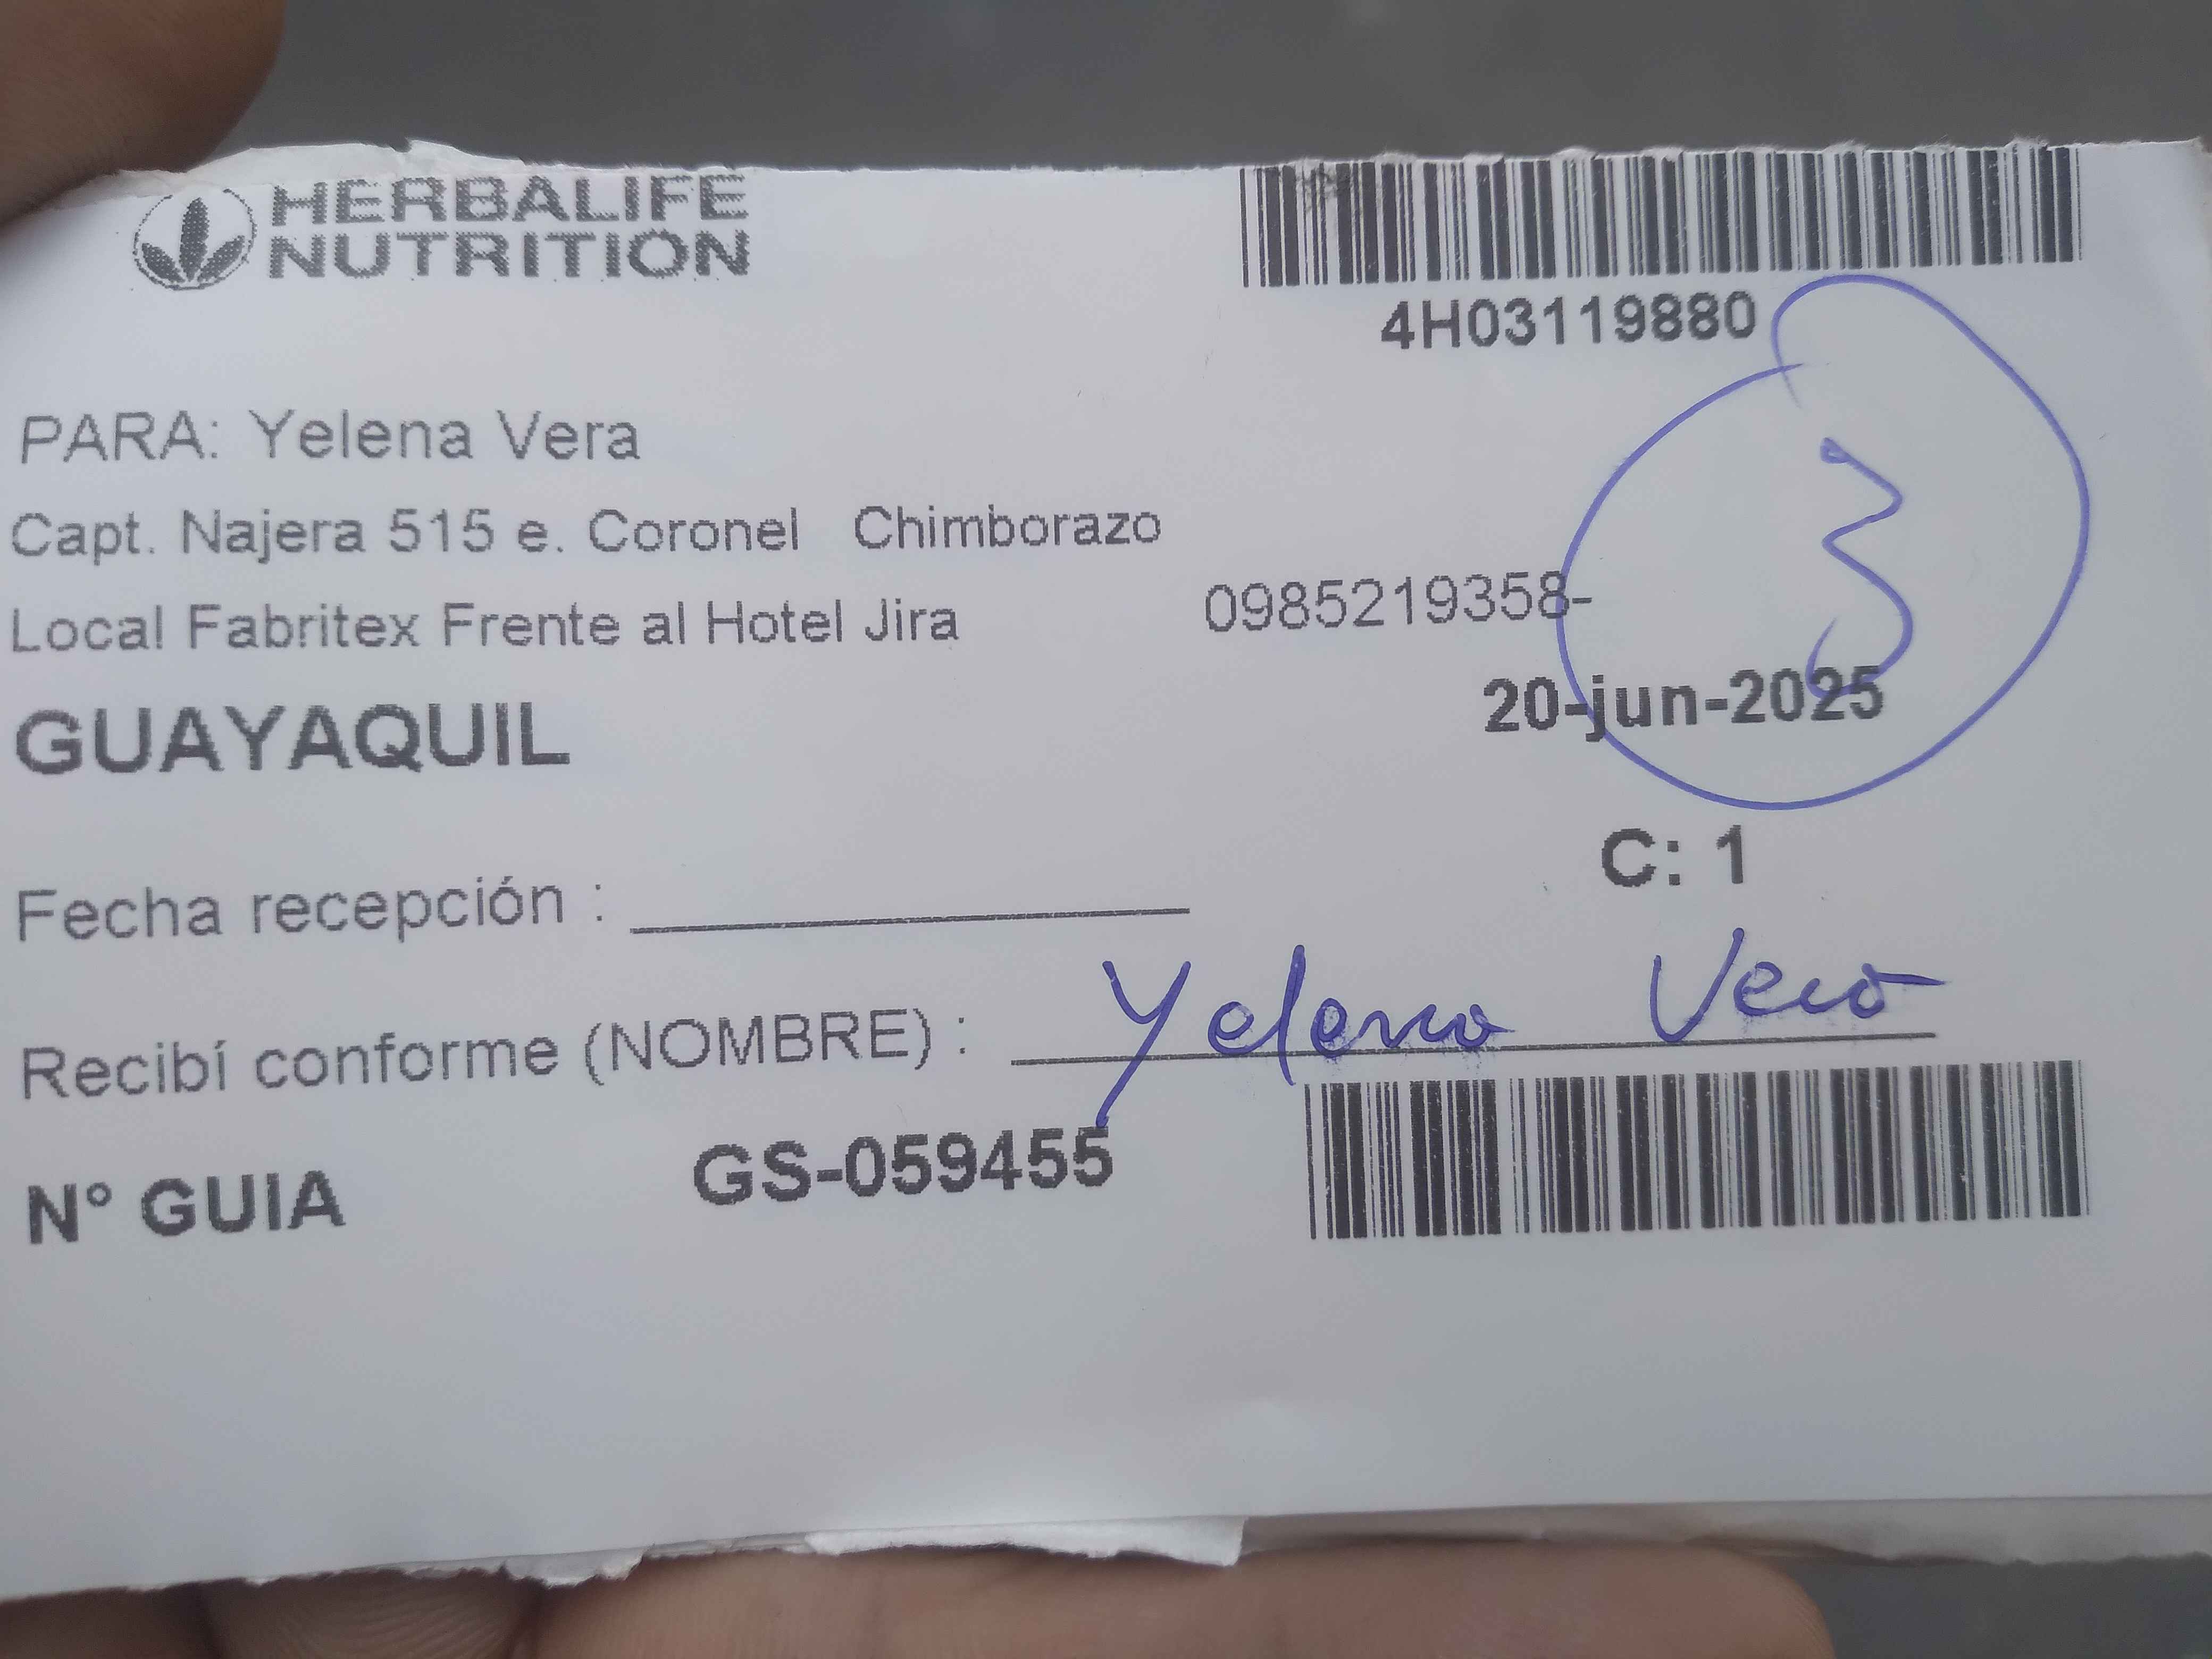 HERBALIFE
NUTRITION
4H03119880
3
PARA: Yelena Vera
Capt. Najera 515 e. Coronel Chimborazo
Local Fabritex Frente al Hotel Jira 0985219358-
GUAYAQUIL 20-jun-2025
C: 1
Fecha recepción :
Recibí conforme (NOMBRE) : Yelena Vera
N° GUIA GS-059455